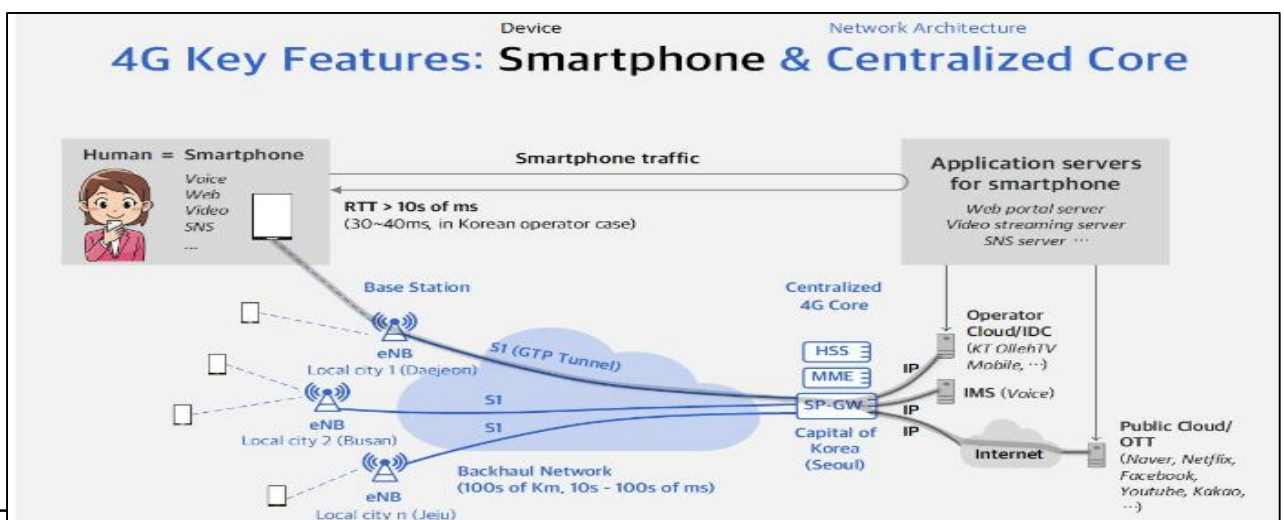 Device
Network Architecture
4G Key Features: Smartphone & Centralized Core
Human = Smartphone
Voice
Web
Video
SNS
...
Smartphone traffic
RTT > 10s of ms
(30~40ms, in Korean operator case)
Application servers
for smartphone
Web portal server
Video streaming server
SNS server ...
Base Station
eNB
Local city 1 (Daejeon)
eNB
Local city 2 (Busan)
eNB
Local city n (Jeju)
S1 (GTP Tunnel)
S1
S1
Backhaul Network
(100s of Km, 10s - 100s of ms)
Centralized
4G Core
HSS
MME
SP-GW
Capital of
Korea
(Seoul)
IP
IP
IP
Operator
Cloud/IDC
(KT OllehTV
Mobile, ...)
IMS (Voice)
Internet
Public Cloud/
OTT
(Naver, Netflix,
Facebook,
Youtube, Kakao,
...)